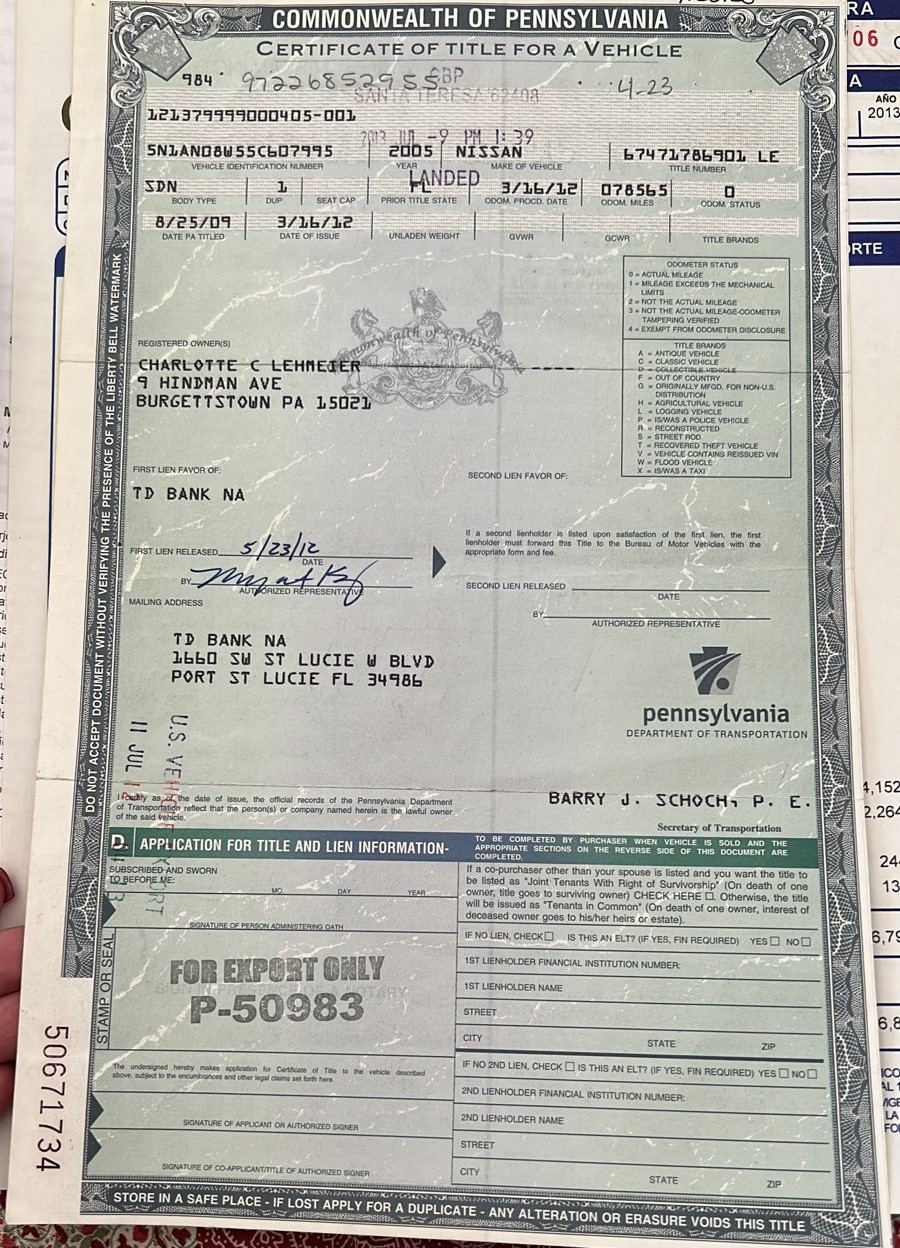 COMMONWEALTH OF PENNSYLVANIA
CERTIFICATE OF TITLE FOR A VEHICLE
984 97226852955 CBP 4-23
SANTA TERESA 62408
121379999000405-001
2013 JUL -9 PM 1:39
5N1AN08W55C607995 2005 NISSAN 67471786901 LE
VEHICLE IDENTIFICATION NUMBER YEAR MAKE OF VEHICLE TITLE NUMBER
LANDED
SDN 1 FL 3/16/12 078565 0
BODY TYPE DUP SEAT CAP PRIOR TITLE STATE ODOM. PROCD. DATE ODOM. MILES ODOM. STATUS
8/25/09 3/16/12
DATE PA TITLED DATE OF ISSUE UNLADEN WEIGHT GVWR GCWR TITLE BRANDS
ODOMETER STATUS
0 = ACTUAL MILEAGE
1 = MILEAGE EXCEEDS THE MECHANICAL
LIMITS
2 = NOT THE ACTUAL MILEAGE
3 = NOT THE ACTUAL MILEAGE-ODOMETER
TAMPERING VERIFIED
4 = EXEMPT FROM ODOMETER DISCLOSURE
TITLE BRANDS
A = ANTIQUE VEHICLE
C = CLASSIC VEHICLE
D = COLLECTIBLE VEHICLE
F = OUT OF COUNTRY
G = ORIGINALLY MFGD. FOR NON-U.S.
DISTRIBUTION
H = AGRICULTURAL VEHICLE
L = LOGGING VEHICLE
P = IS/WAS A POLICE VEHICLE
R = RECONSTRUCTED
S = STREET ROD
T = RECOVERED THEFT VEHICLE
V = VEHICLE CONTAINS REISSUED VIN
W = FLOOD VEHICLE
X = IS/WAS A TAXI
Commonwealth of Pennsylvania
REGISTERED OWNER(S)
CHARLOTTE C LEHMEIER
9 HINDMAN AVE
BURGETTSTOWN PA 15021
FIRST LIEN FAVOR OF:
SECOND LIEN FAVOR OF:
TD BANK NA
FIRST LIEN RELEASED 5/23/12
DATE
BY
AUTHORIZED REPRESENTATIVE
If a second lienholder is listed upon satisfaction of the first lien, the first
lienholder must forward this Title to the Bureau of Motor Vehicles with the
appropriate form and fee.
SECOND LIEN RELEASED
DATE
BY
AUTHORIZED REPRESENTATIVE
MAILING ADDRESS
TD BANK NA
1660 SW ST LUCIE W BLVD
PORT ST LUCIE FL 34986
pennsylvania
DEPARTMENT OF TRANSPORTATION
I certify as of the date of issue, the official records of the Pennsylvania Department
of Transportation reflect that the person(s) or company named herein is the lawful owner
of the said vehicle.
BARRY J. SCHOCH, P. E.
Secretary of Transportation
D. APPLICATION FOR TITLE AND LIEN INFORMATION-
TO BE COMPLETED BY PURCHASER WHEN VEHICLE IS SOLD AND THE
APPROPRIATE SECTIONS ON THE REVERSE SIDE OF THIS DOCUMENT ARE
COMPLETED.
SUBSCRIBED AND SWORN
TO BEFORE ME:
MO. DAY YEAR
SIGNATURE OF PERSON ADMINISTERING OATH
STAMP OR SEAL
FOR EXPORT ONLY
P-50983
The undersigned hereby makes application for Certificate of Title to the vehicle described
above, subject to the encumbrances and other legal claims set forth here.
SIGNATURE OF APPLICANT OR AUTHORIZED SIGNER
SIGNATURE OF CO-APPLICANT/TITLE OF AUTHORIZED SIGNER
If a co-purchaser other than your spouse is listed and you want the title to
be listed as "Joint Tenants With Right of Survivorship" (On death of one
owner, title goes to surviving owner) CHECK HERE ☐. Otherwise, the title
will be issued as "Tenants in Common" (On death of one owner, interest of
deceased owner goes to his/her heirs or estate).
IF NO LIEN, CHECK ☐ IS THIS AN ELT? (IF YES, FIN REQUIRED) YES ☐ NO ☐
1ST LIENHOLDER FINANCIAL INSTITUTION NUMBER:
1ST LIENHOLDER NAME
STREET
CITY STATE ZIP
IF NO 2ND LIEN, CHECK ☐ IS THIS AN ELT? (IF YES, FIN REQUIRED) YES ☐ NO ☐
2ND LIENHOLDER FINANCIAL INSTITUTION NUMBER:
2ND LIENHOLDER NAME
STREET
CITY STATE ZIP
STORE IN A SAFE PLACE - IF LOST APPLY FOR A DUPLICATE - ANY ALTERATION OR ERASURE VOIDS THIS TITLE
DO NOT ACCEPT DOCUMENT WITHOUT VERIFYING THE PRESENCE OF THE LIBERTY BELL WATERMARK
U.S. VEHICLE EXPORT
11 JUL
50671734
06
AÑO
2013